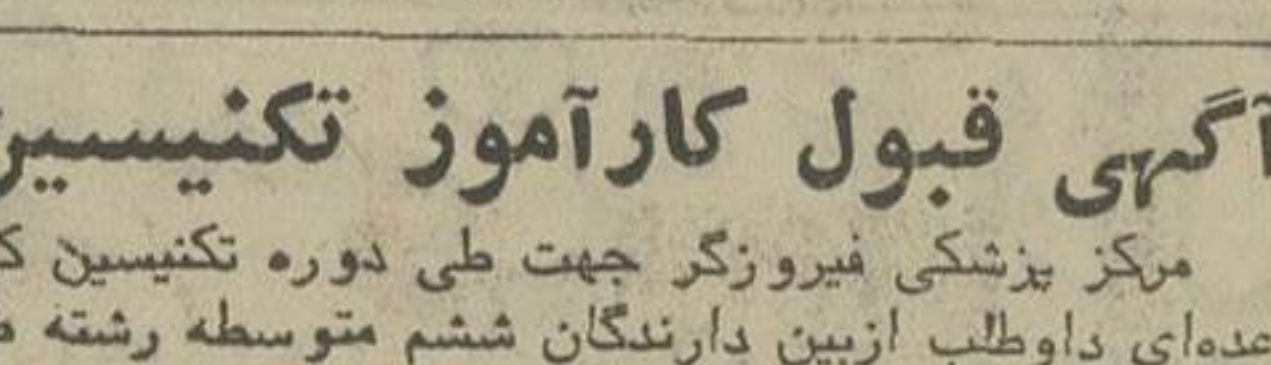 آگهی قبول کارآموز تکنیسین
مرکز پزشکی فیروزگر جهت طی دوره تکنیسین
عده‌ای داوطلب ازبین دارندگان ششم متوسطه رشته